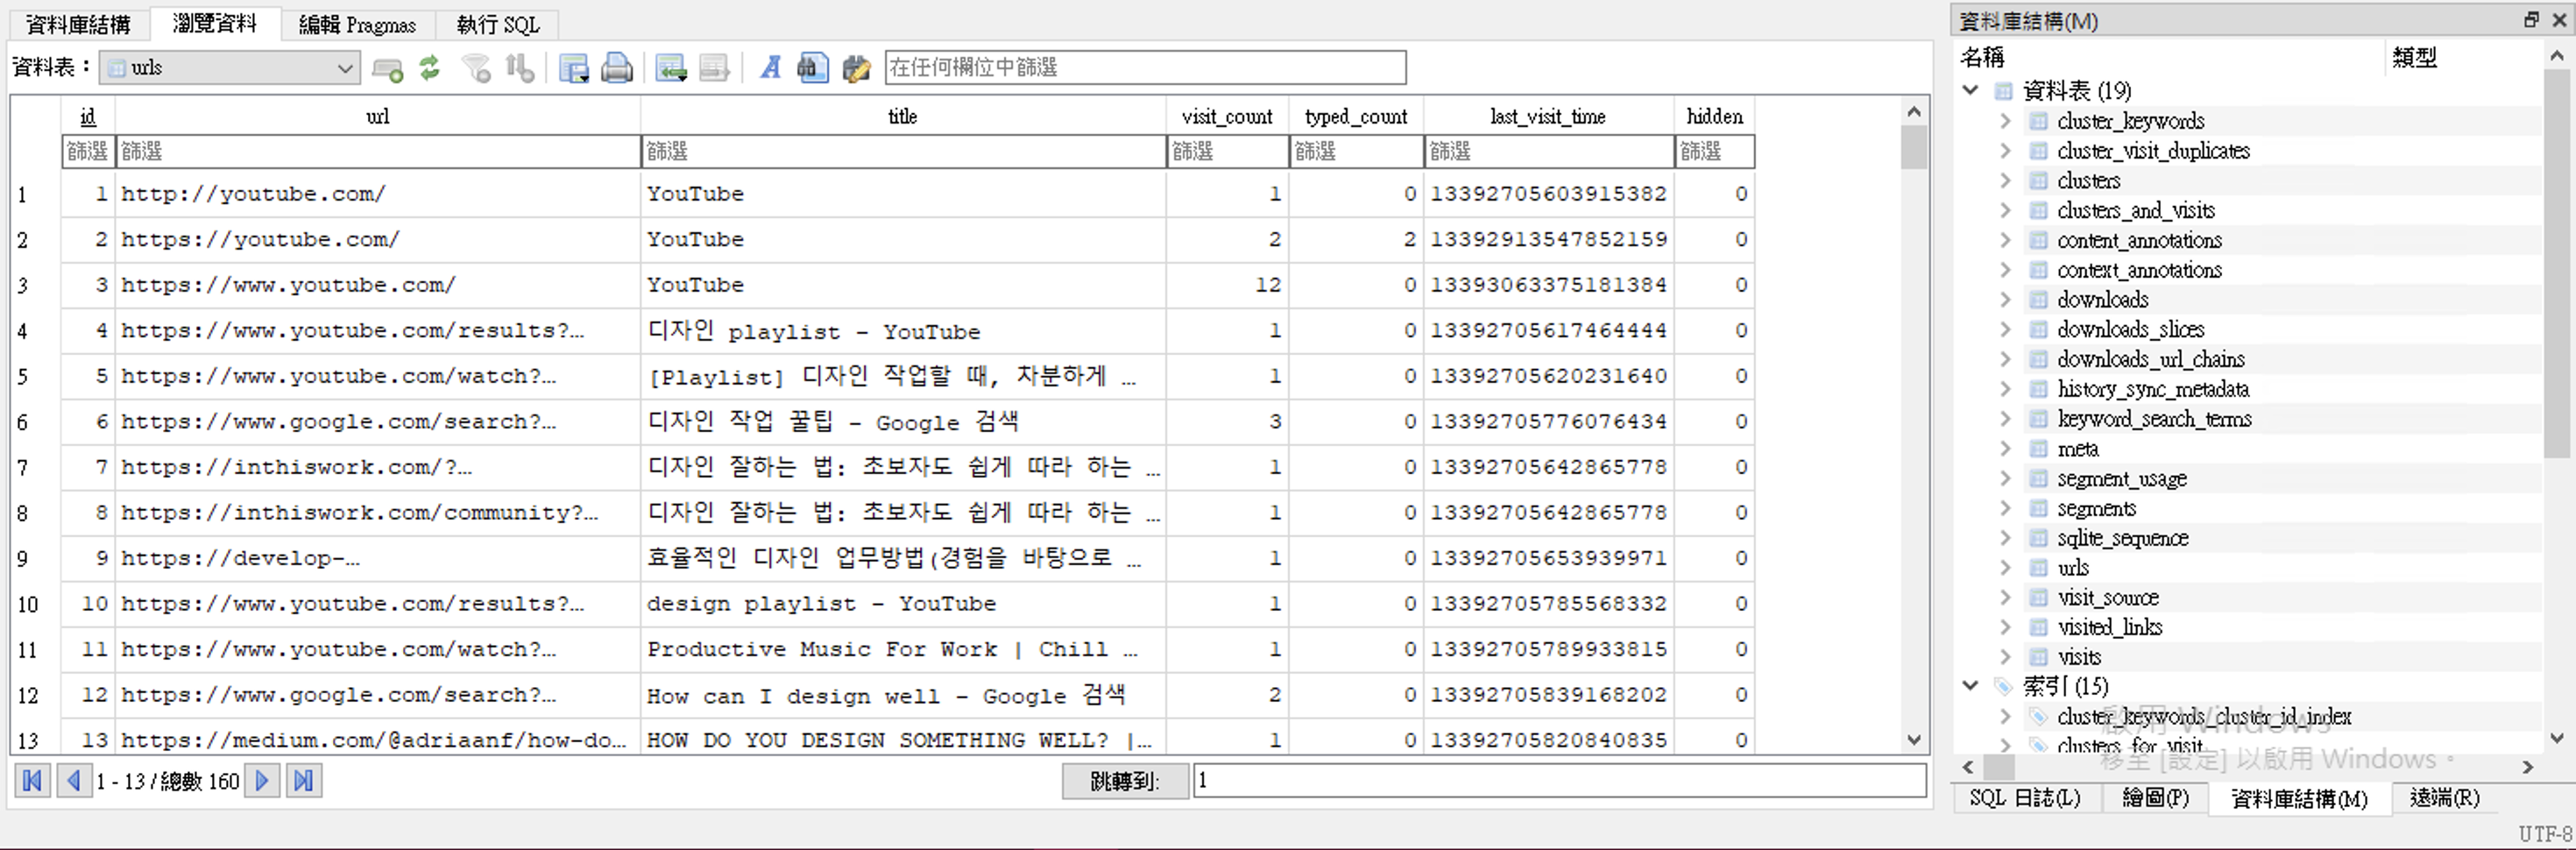 資料庫結構 瀏覽資料 編輯 Pragmas 執行 SQL
資料表： urls 在任何欄位中篩選
id url title visit_count typed_count last_visit_time hidden
篩選 篩選 篩選 篩選 篩選 篩選 篩選
1 1 http://youtube.com/ YouTube 1 0 13392705603915382 0
2 2 https://youtube.com/ YouTube 2 2 13392913547852159 0
3 3 https://www.youtube.com/ YouTube 12 0 13393063375181384 0
4 4 https://www.youtube.com/results?… 디자인 playlist - YouTube 1 0 13392705617464444 0
5 5 https://www.youtube.com/watch?… [Playlist] 디자인 작업할 때, 차분하게 … 1 0 13392705620231640 0
6 6 https://www.google.com/search?… 디자인 작업 꿀팁 - Google 검색 3 0 13392705776076434 0
7 7 https://inthiswork.com/?… 디자인 잘하는 법: 초보자도 쉽게 따라 하는 … 1 0 13392705642865778 0
8 8 https://inthiswork.com/community?… 디자인 잘하는 법: 초보자도 쉽게 따라 하는 … 1 0 13392705642865778 0
9 9 https://develop-… 효율적인 디자인 업무방법(경험을 바탕으로 … 1 0 13392705653939971 0
10 10 https://www.youtube.com/results?… design playlist - YouTube 1 0 13392705785568332 0
11 11 https://www.youtube.com/watch?… Productive Music For Work | Chill … 1 0 13392705789933815 0
12 12 https://www.google.com/search?… How can I design well - Google 검색 2 0 13392705839168202 0
13 13 https://medium.com/@adriaanf/how-do… HOW DO YOU DESIGN SOMETHING WELL? |… 1 0 13392705820840835 0
1 - 13 / 總數 160 跳轉到: 1
資料庫結構(M)
名稱 類型
資料表 (19)
cluster_keywords
cluster_visit_duplicates
clusters
clusters_and_visits
content_annotations
context_annotations
downloads
downloads_slices
downloads_url_chains
history_sync_metadata
keyword_search_terms
meta
segment_usage
segments
sqlite_sequence
urls
visit_source
visited_links
visits
索引 (15)
cluster_keywords_cluster_id_index
clusters_for_visit
啟用 Windows
移至 [設定] 以啟用 Windows。
SQL 日誌(L) 繪圖(P) 資料庫結構(M) 遠端(R)
UTF-8